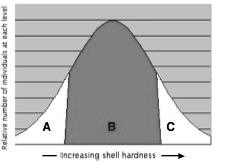 Relative number of individuals at each level
A B C
Increasing shell hardness